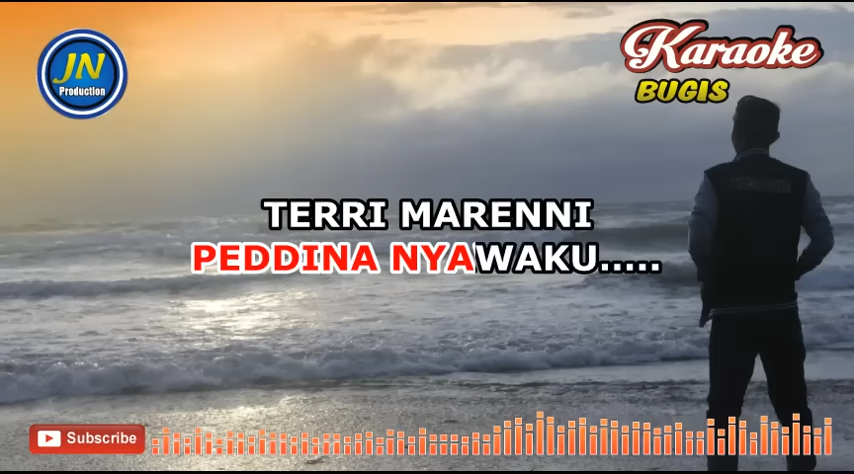 JN
Production
Karaoke
BUGIS
TERRI MARENNI
PEDDINA NYAWAKU.....
Subscribe